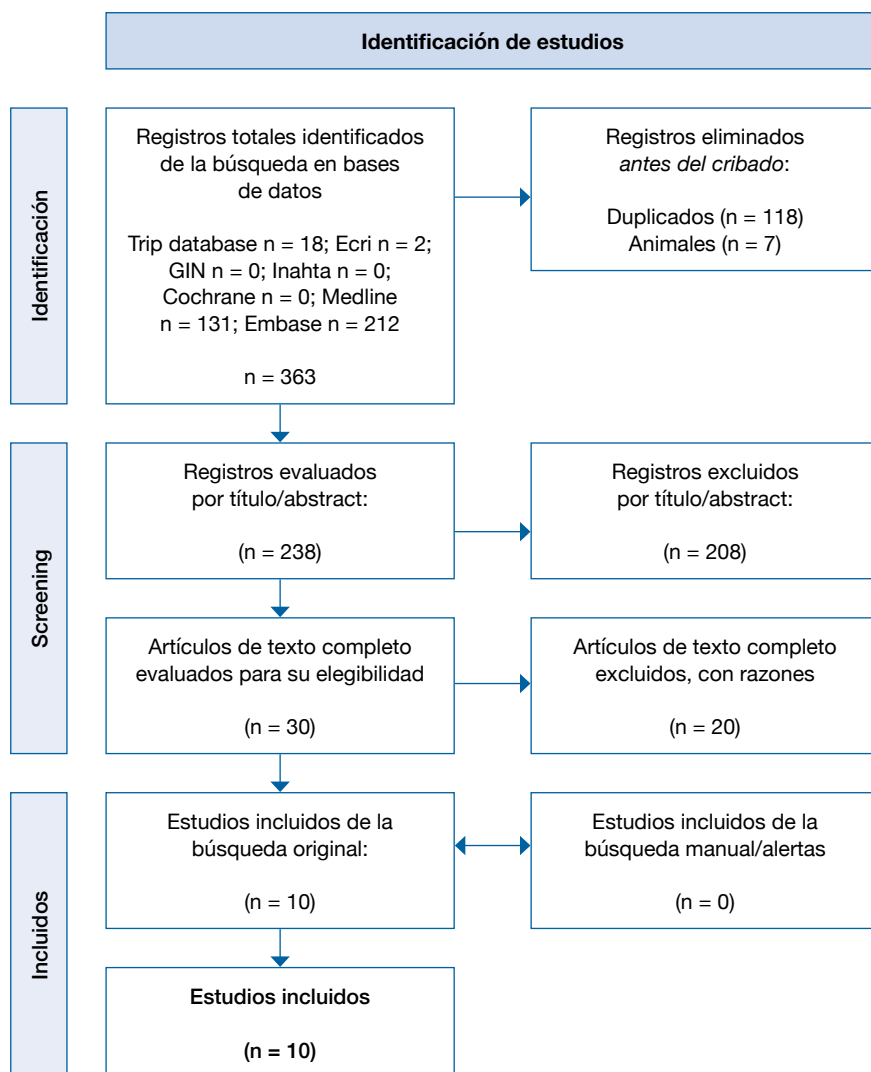 Identificación de estudios
Identificación
Registros totales identificados
de la búsqueda en bases
de datos
Trip database n = 18; Ecri n = 2;
GIN n = 0; Inahta n = 0;
Cochrane n = 0; Medline
n = 131; Embase n = 212
n = 363
Registros eliminados
antes del cribado:
Duplicados (n = 118)
Animales (n = 7)
Screening
Registros evaluados
por título/abstract:
(n = 238)
Registros excluidos
por título/abstract:
(n = 208)
Artículos de texto completo
evaluados para su elegibilidad
(n = 30)
Artículos de texto completo
excluidos, con razones
(n = 20)
Incluidos
Estudios incluidos de la
búsqueda original:
(n = 10)
Estudios incluidos de la
búsqueda manual/alertas
(n = 0)
Estudios incluidos
(n = 10)